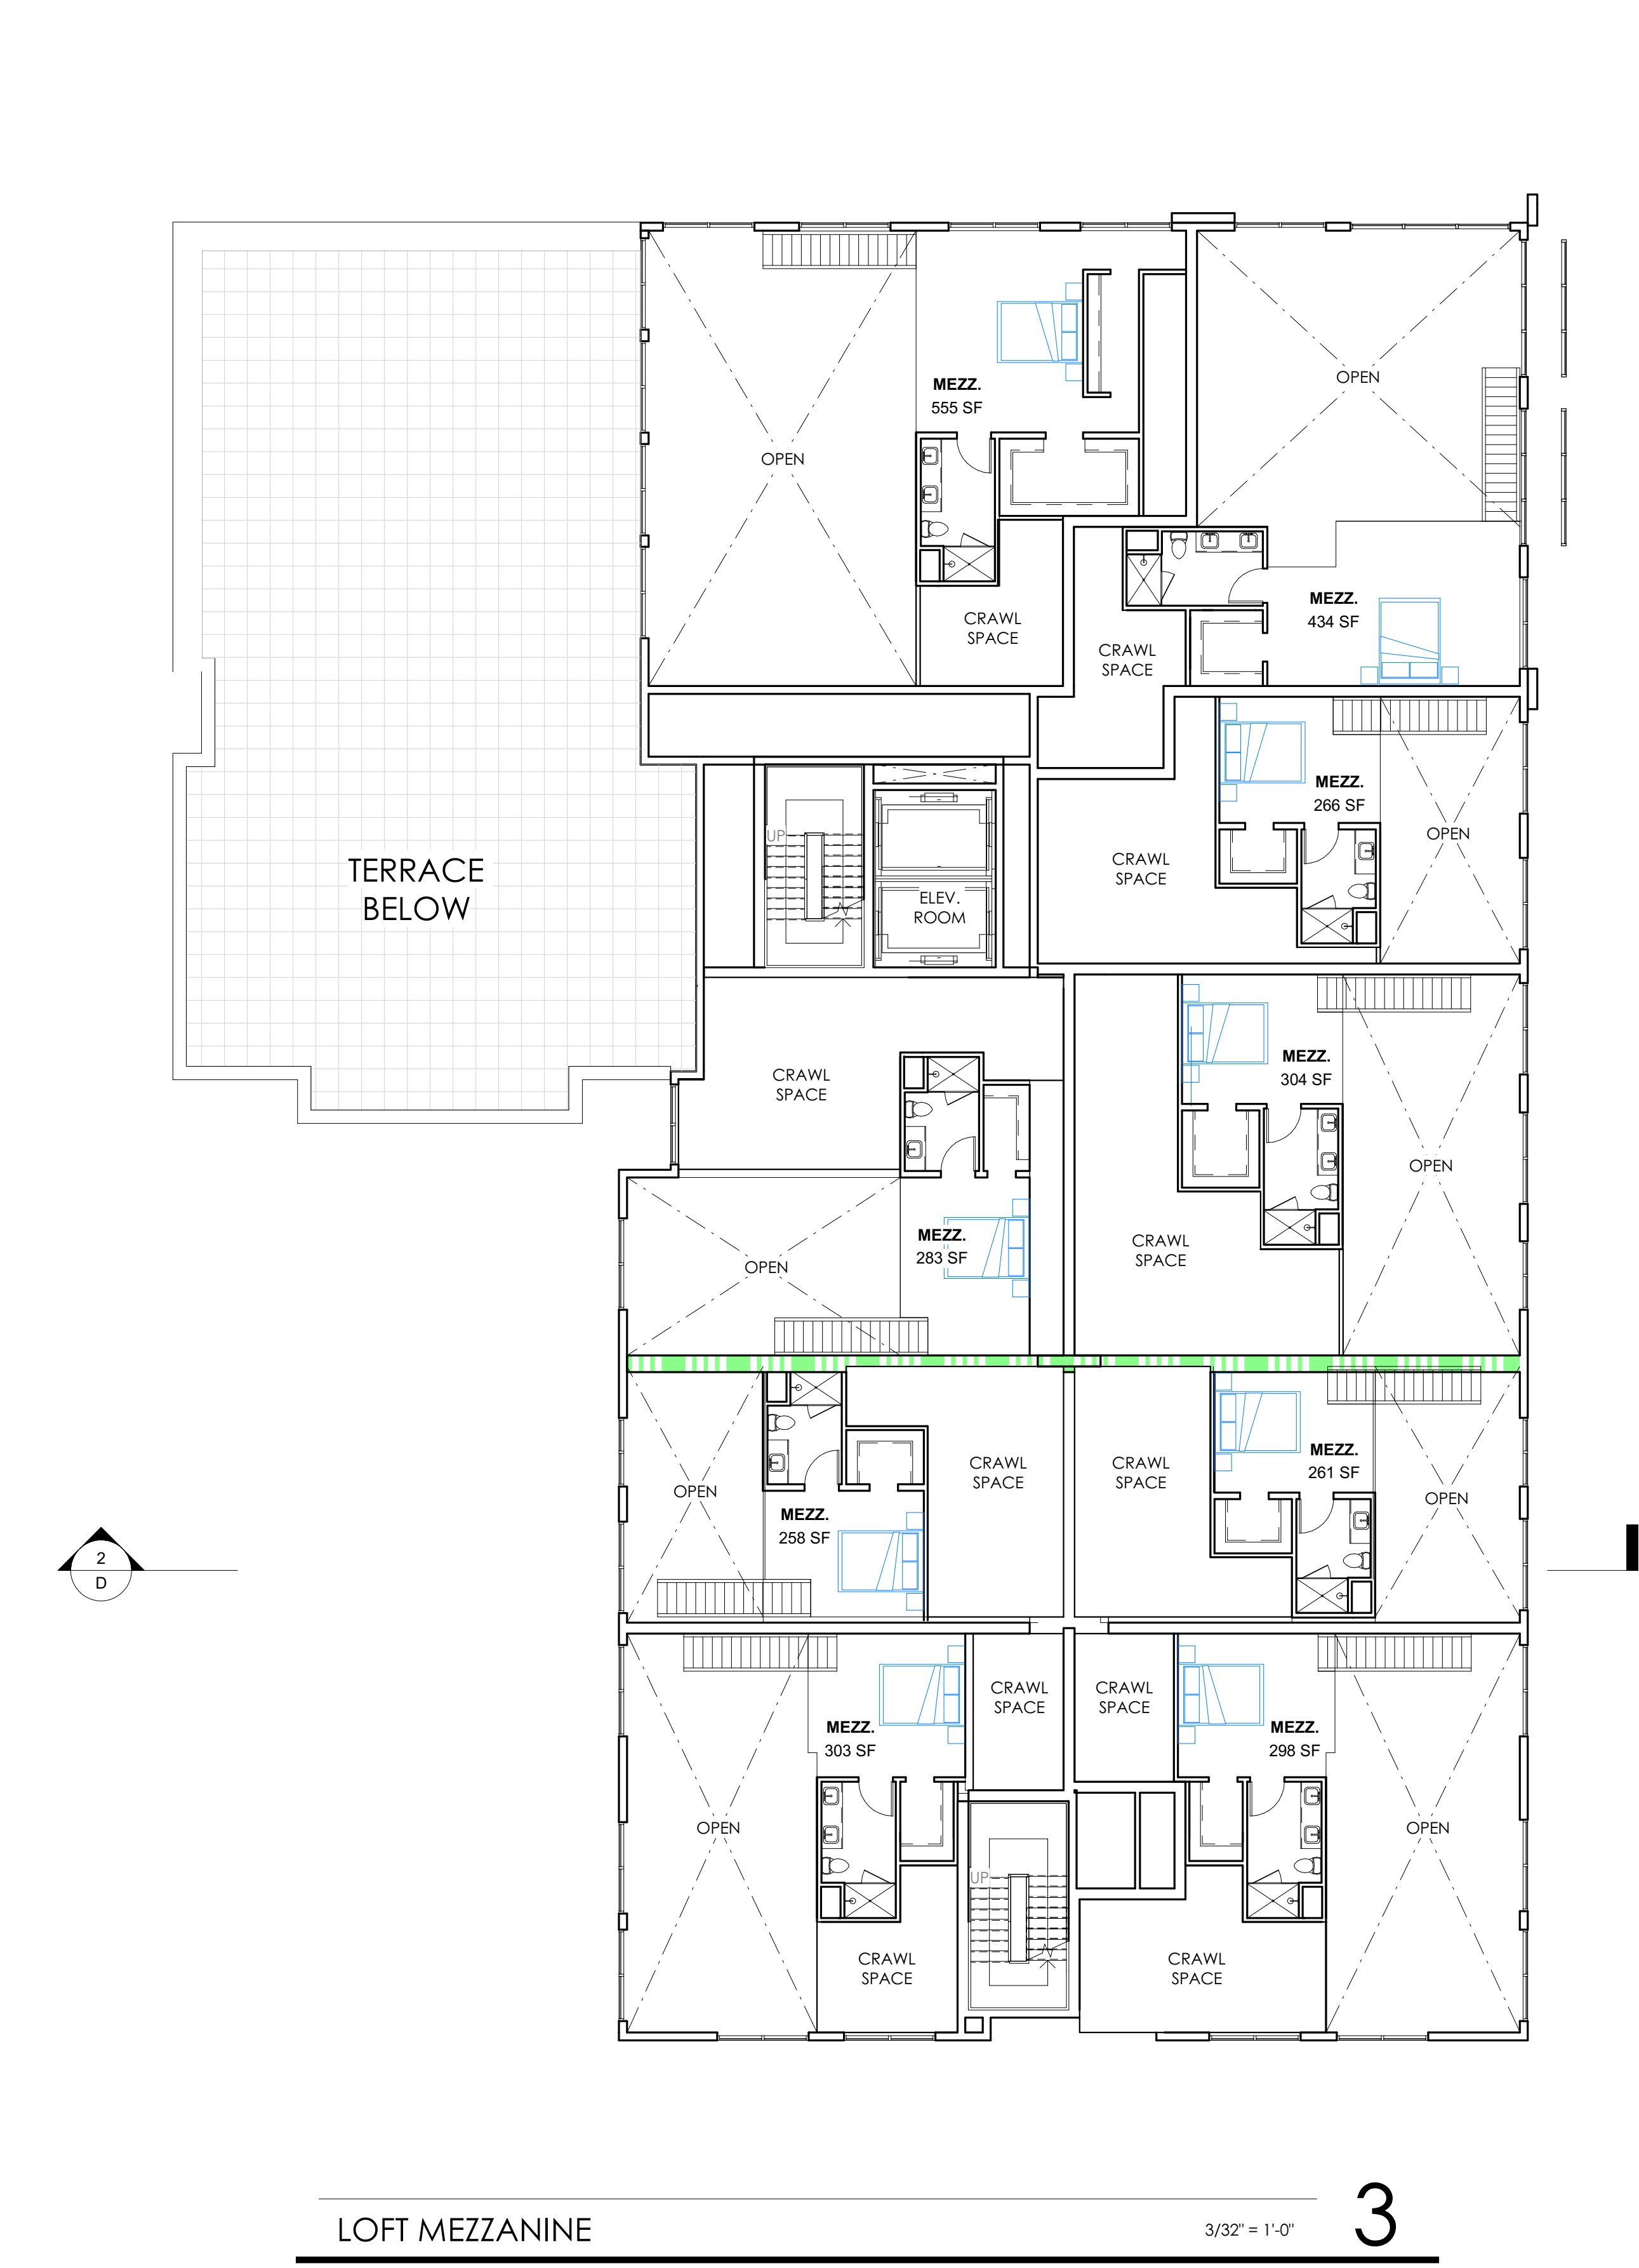 MEZZ.
555 SF
OPEN
OPEN
CRAWL
SPACE
CRAWL
SPACE
MEZZ.
434 SF
MEZZ.
266 SF
OPEN
CRAWL
SPACE
TERRACE
BELOW
UP
ELEV.
ROOM
CRAWL
SPACE
MEZZ.
304 SF
OPEN
MEZZ.
283 SF
OPEN
CRAWL
SPACE
OPEN
MEZZ.
258 SF
CRAWL
SPACE
CRAWL
SPACE
MEZZ.
261 SF
OPEN
2
D
MEZZ.
303 SF
CRAWL
SPACE
CRAWL
SPACE
MEZZ.
298 SF
OPEN
OPEN
UP
CRAWL
SPACE
CRAWL
SPACE
LOFT MEZZANINE
3/32" = 1'-0"
3